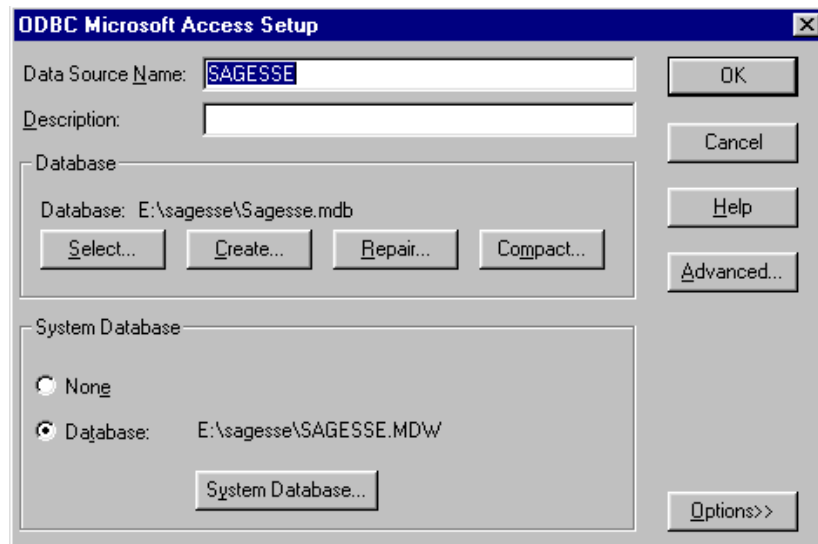 ODBC Microsoft Access Setup
Data Source Name: SAGESSE
OK
Description:
Cancel
Database
Database: E:\sagesse\Sagesse.mdb
Help
Select... Create... Repair... Compact...
Advanced...
System Database
None
Database: E:\sagesse\SAGESSE.MDW
System Database...
Options>>